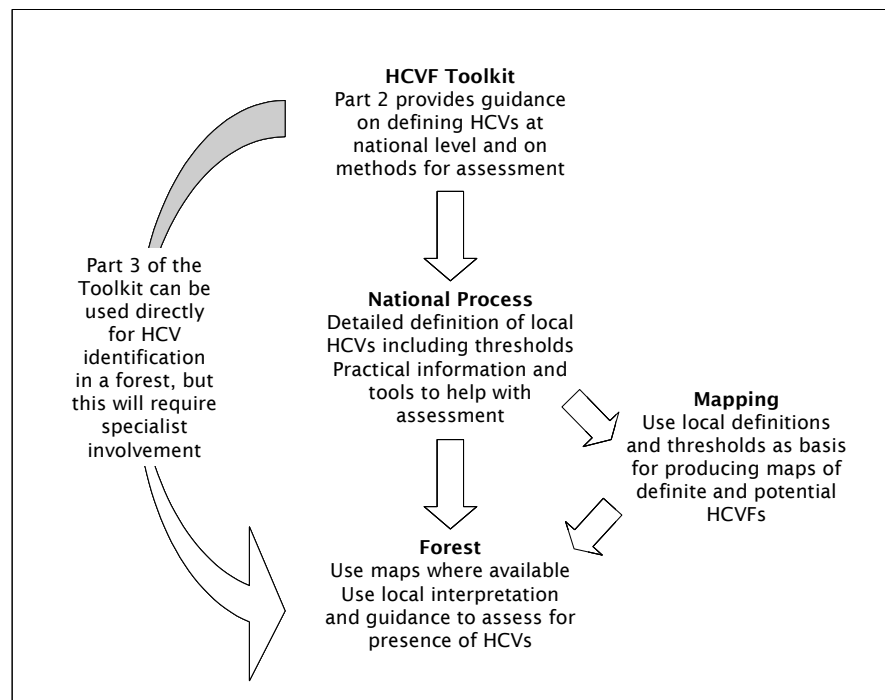 HCVF Toolkit
Part 2 provides guidance
on defining HCVs at
national level and on
methods for assessment
Part 3 of the
Toolkit can be
used directly
for HCV
identification
in a forest, but
this will require
specialist
involvement
National Process
Detailed definition of local
HCVs including thresholds
Practical information and
tools to help with
assessment
Mapping
Use local definitions
and thresholds as basis
for producing maps of
definite and potential
HCVFs
Forest
Use maps where available
Use local interpretation
and guidance to assess for
presence of HCVs